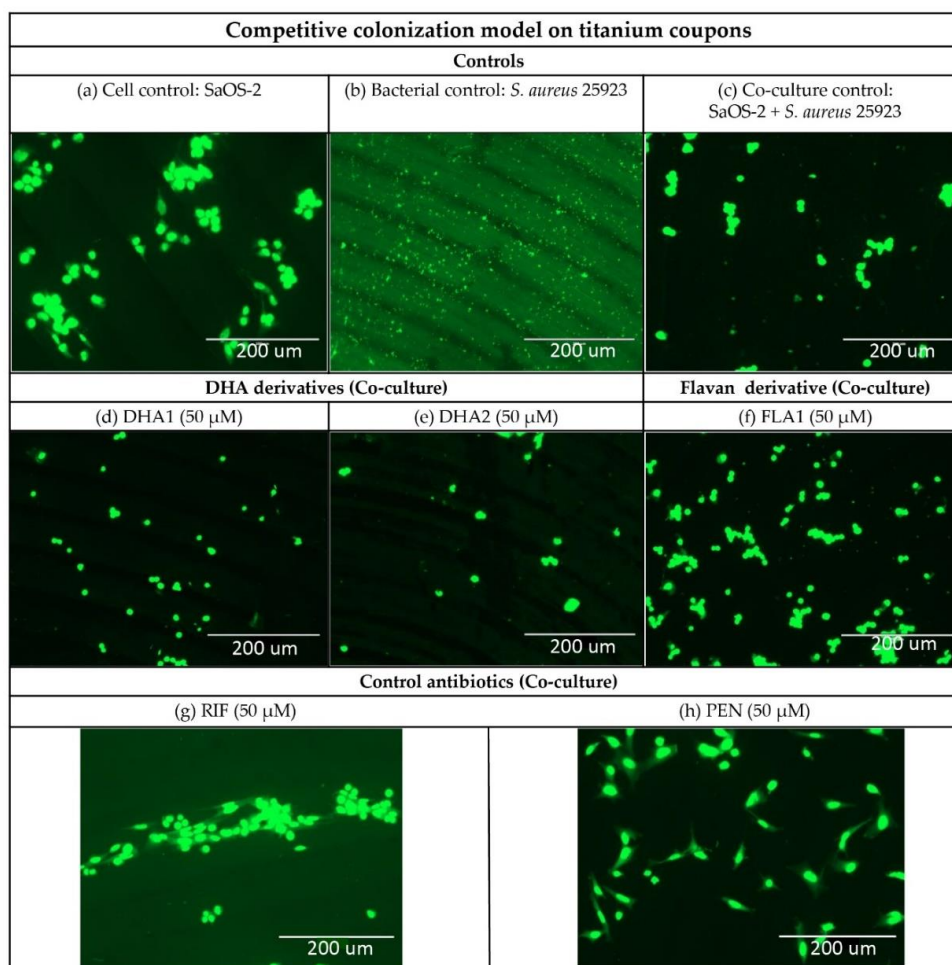 Competitive colonization model on titanium coupons
Controls
(a) Cell control: SaOS-2
(b) Bacterial control: S. aureus 25923
(c) Co-culture control:
SaOS-2 + S. aureus 25923
200 um
200 um
200 um
DHA derivatives (Co-culture)
Flavan derivative (Co-culture)
(d) DHA1 (50 μM)
(e) DHA2 (50 μM)
(f) FLA1 (50 μM)
200 um
200 um
200 um
Control antibiotics (Co-culture)
(g) RIF (50 μM)
(h) PEN (50 μM)
200 um
200 um